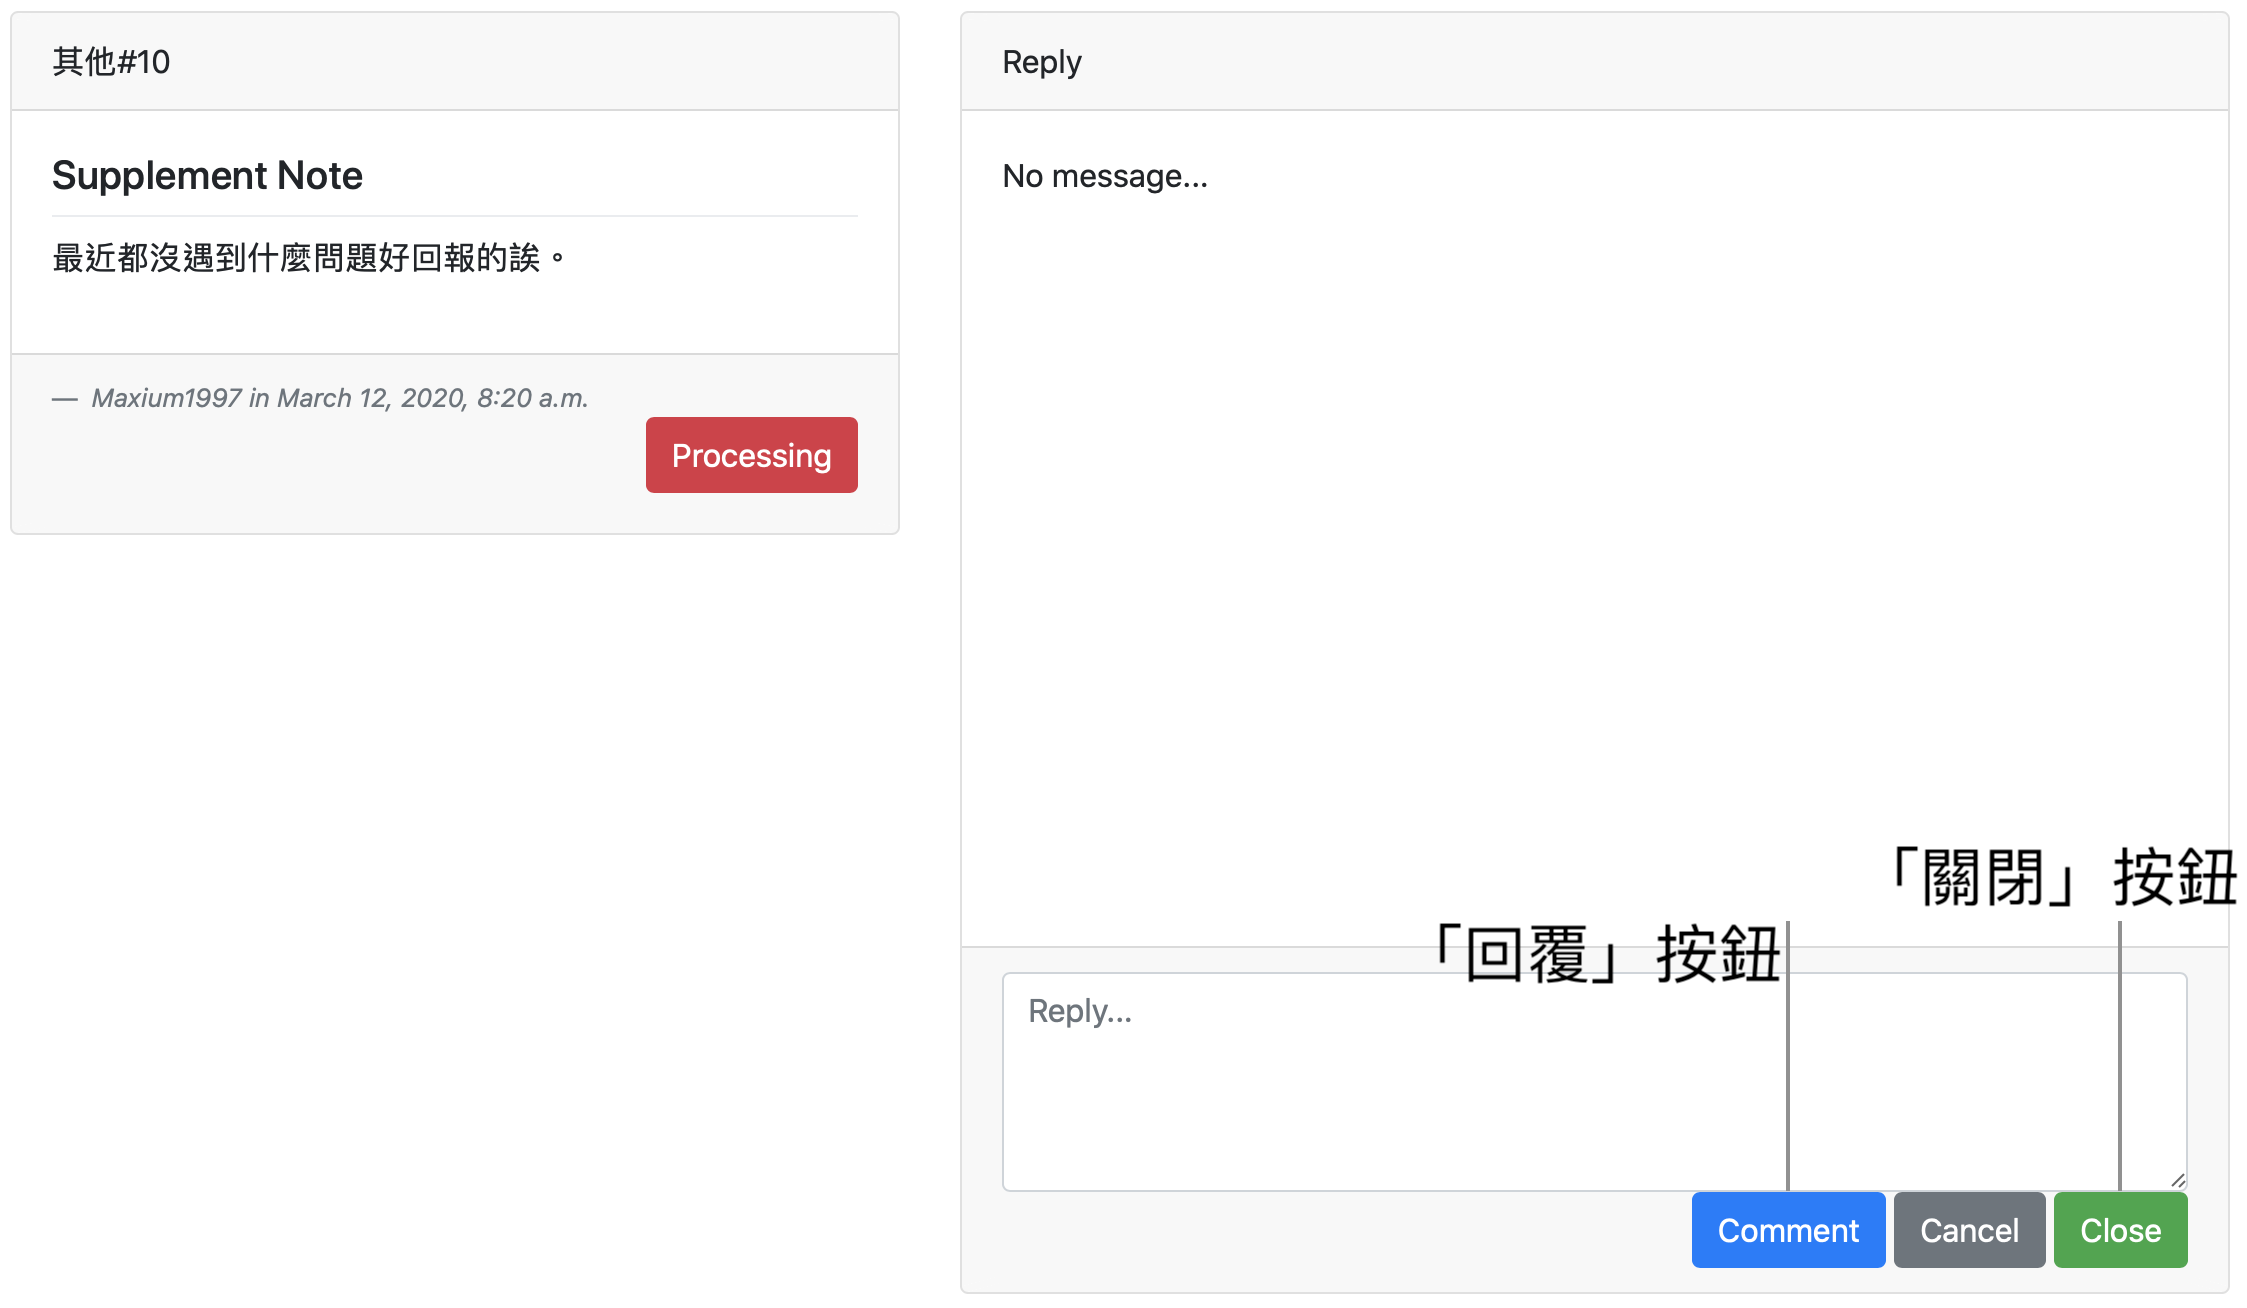 其他#10
Supplement Note
最近都沒遇到什麼問題好回報的誒。
— Maxium1997 in March 12, 2020, 8:20 a.m.
Processing
Reply
No message...
「關閉」按鈕
「回覆」按鈕
Reply...
Comment Cancel Close